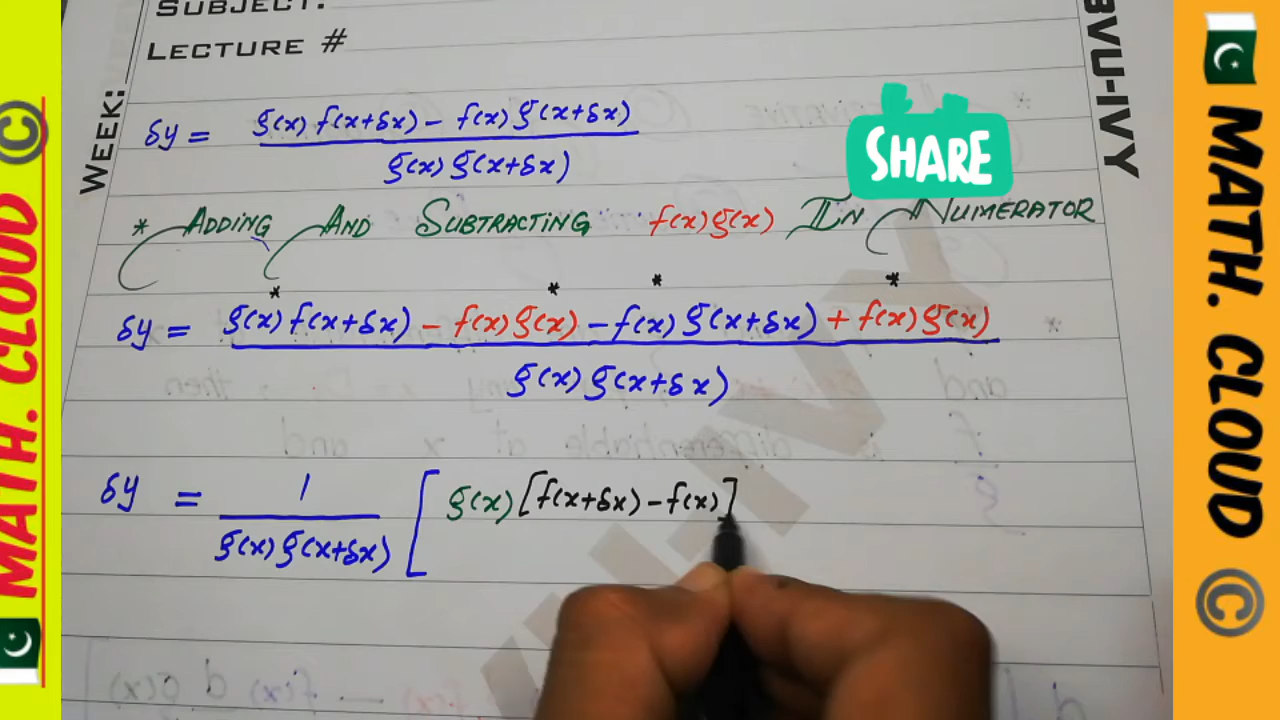 SUBJECT:
LECTURE #
WEEK:
BVU-IVY
δy = g(x) f(x+δx) - f(x) g(x+δx)
g(x) g(x+δx)
SHARE
* ADDING AND SUBTRACTING f(x)g(x) IN NUMERATOR
* * * *
δy = g(x) f(x+δx) - f(x) g(x) - f(x) g(x+δx) + f(x) g(x)
g(x) g(x+δx)
δy = 1 [ g(x) [f(x+δx) - f(x)]
g(x) g(x+δx)
MATH. CLOUD ©
MATH. CLOUD ©